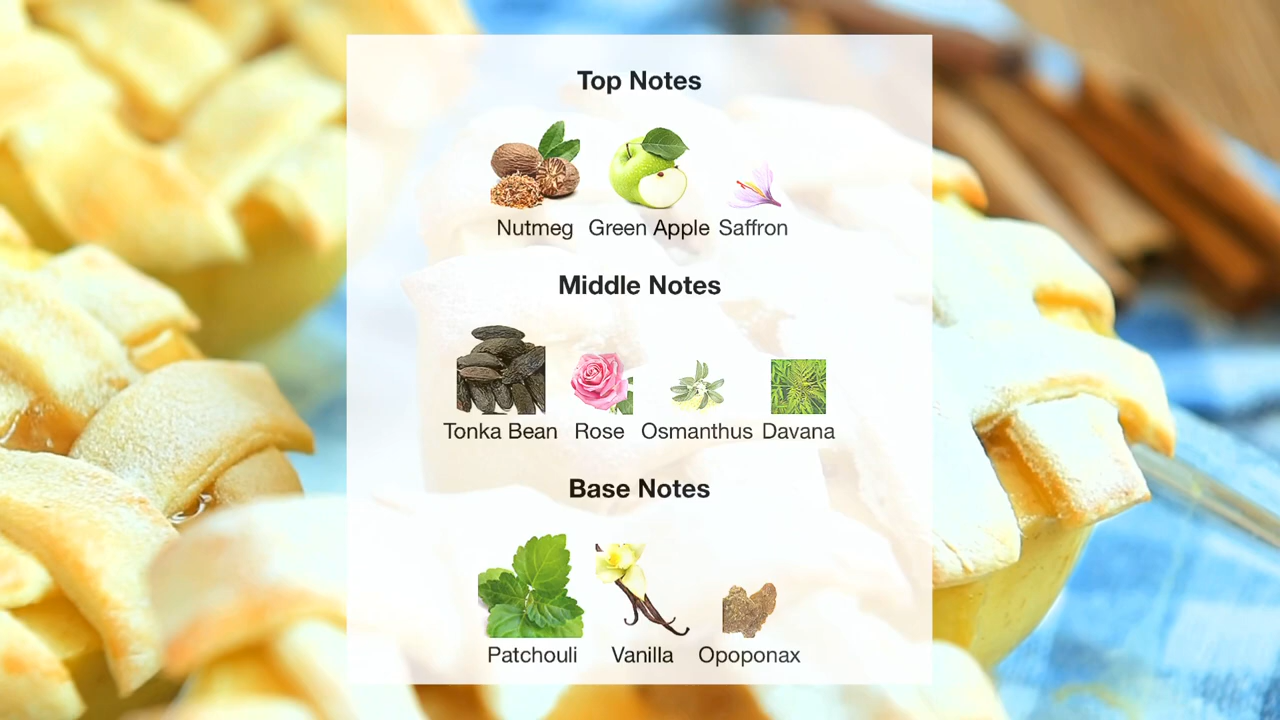 Top Notes
Nutmeg Green Apple Saffron
Middle Notes
Tonka Bean Rose Osmanthus Davana
Base Notes
Patchouli Vanilla Opoponax